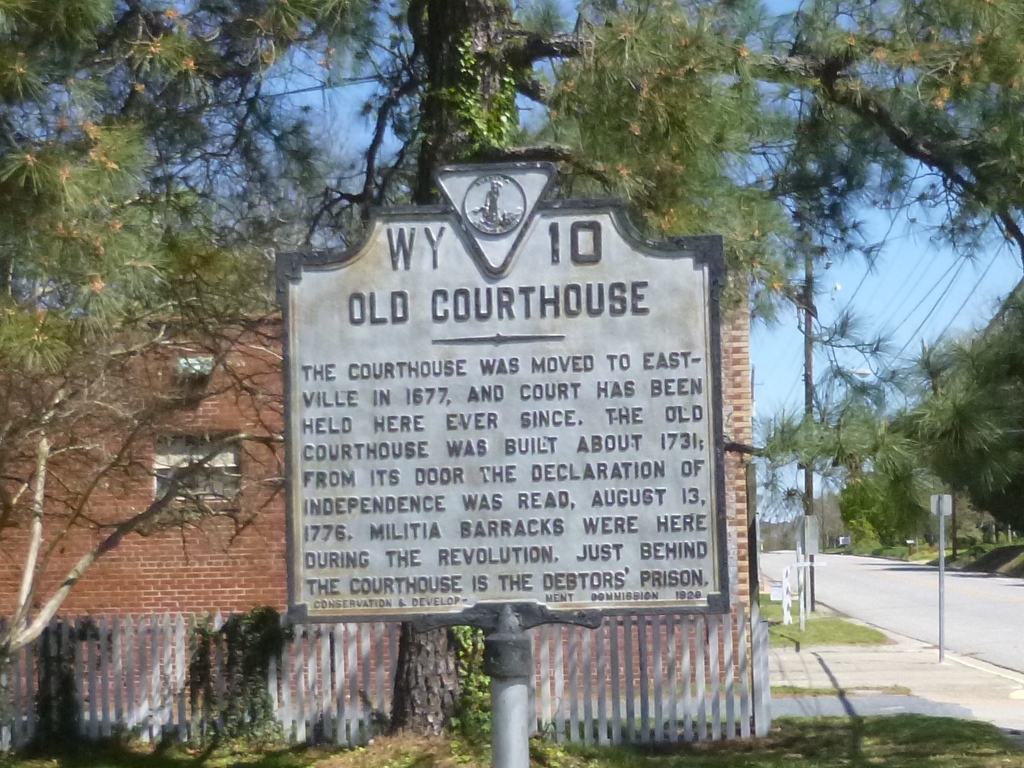 WY 10
OLD COURTHOUSE
THE COURTHOUSE WAS MOVED TO EAST-
VILLE IN 1677, AND COURT HAS BEEN
HELD HERE EVER SINCE. THE OLD
COURTHOUSE WAS BUILT ABOUT 1731;
FROM ITS DOOR THE DECLARATION OF
INDEPENDENCE WAS READ, AUGUST 13,
1776. MILITIA BARRACKS WERE HERE
DURING THE REVOLUTION. JUST BEHIND
THE COURTHOUSE IS THE DEBTORS' PRISON.
CONSERVATION & DEVELOP- MENT COMMISSION 1928